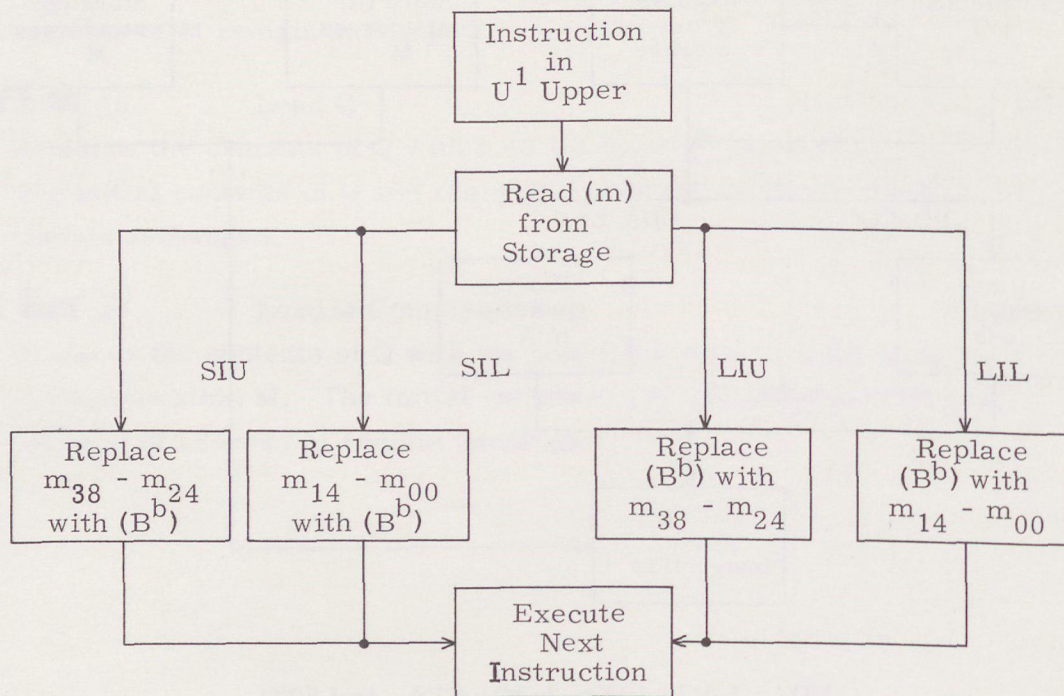 Instruction
in
U¹ Upper
Read (m)
from
Storage
SIU
SIL
LIU
LIL
Replace
m₃₈ - m₂₄
with (Bᵇ)
Replace
m₁₄ - m₀₀
with (Bᵇ)
Replace
(Bᵇ) with
m₃₈ - m₂₄
Replace
(Bᵇ) with
m₁₄ - m₀₀
Execute
Next
Instruction